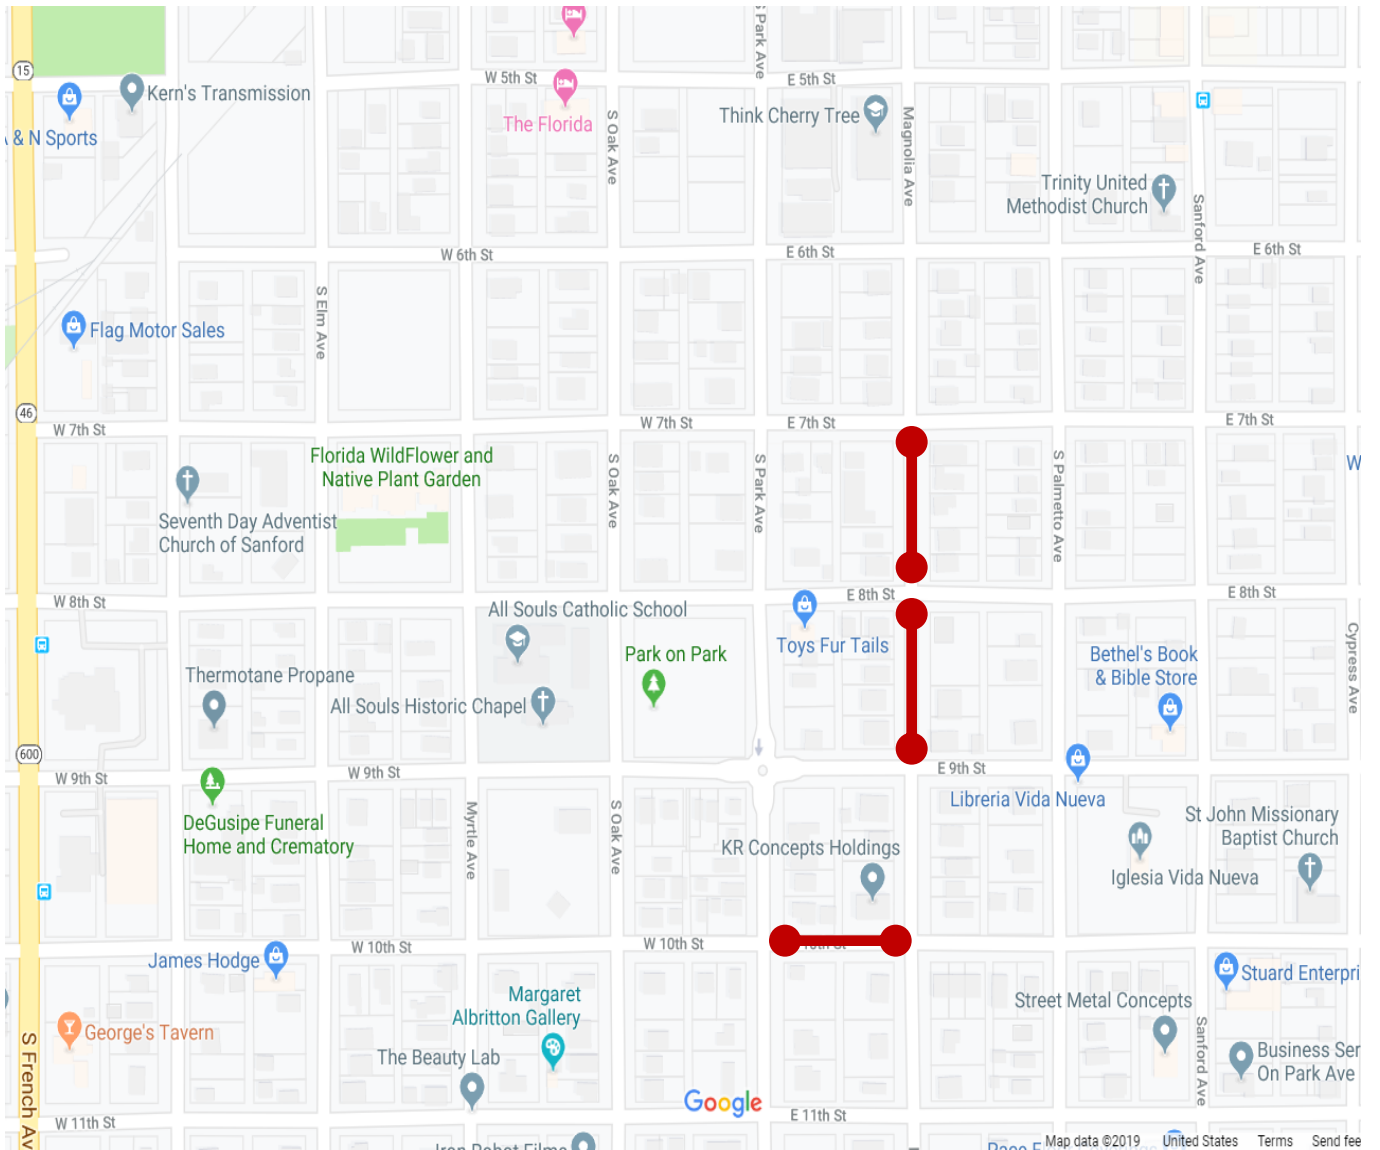 S Park Ave
15
W 5th St
E 5th St
Kern's Transmission
& N Sports
The Florida
S Oak Ave
Think Cherry Tree
Magnolia Ave
Trinity United
Methodist Church
Sanford Ave
W 6th St
E 6th St
E 6th St
S Elm Ave
Flag Motor Sales
46
W 7th St
W 7th St
E 7th St
E 7th St
Florida WildFlower and
Native Plant Garden
S Oak Ave
S Park Ave
S Palmetto Ave
W
Seventh Day Adventist
Church of Sanford
W 8th St
E 8th St
E 8th St
All Souls Catholic School
Toys Fur Tails
Park on Park
Bethel's Book
& Bible Store
Cypress Ave
Thermotane Propane
All Souls Historic Chapel
600
W 9th St
W 9th St
E 9th St
Libreria Vida Nueva
DeGusipe Funeral
Home and Crematory
Myrtle Ave
S Oak Ave
KR Concepts Holdings
St John Missionary
Baptist Church
Iglesia Vida Nueva
W 10th St
W 10th St
James Hodge
Stuard Enterpri
Margaret
Albritton Gallery
Street Metal Concepts
George's Tavern
S French Av
The Beauty Lab
Sanford Ave
Business Ser
On Park Ave
Google
W 11th St
E 11th St
Map data ©2019 United States Terms Send fee